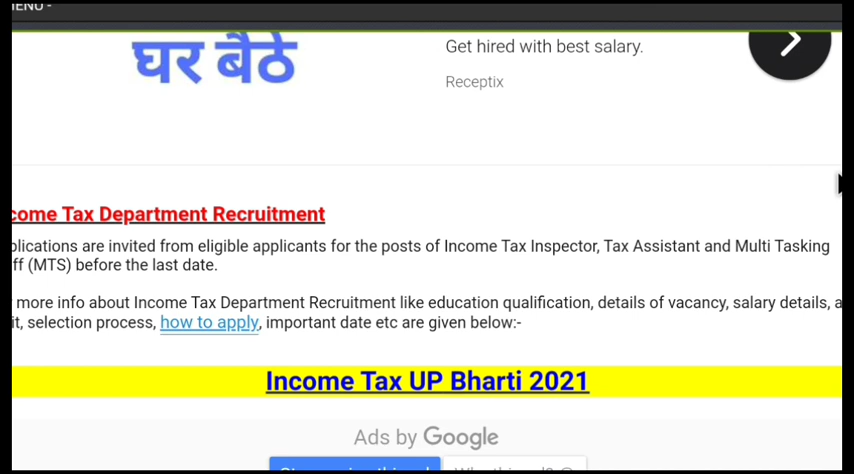 MENU -
घर बैठे
Get hired with best salary.
Receptix
come Tax Department Recruitment
plications are invited from eligible applicants for the posts of Income Tax Inspector, Tax Assistant and Multi Tasking
ff (MTS) before the last date.
more info about Income Tax Department Recruitment like education qualification, details of vacancy, salary details, a
it, selection process, how to apply, important date etc are given below:-
Income Tax UP Bharti 2021
Ads by Google